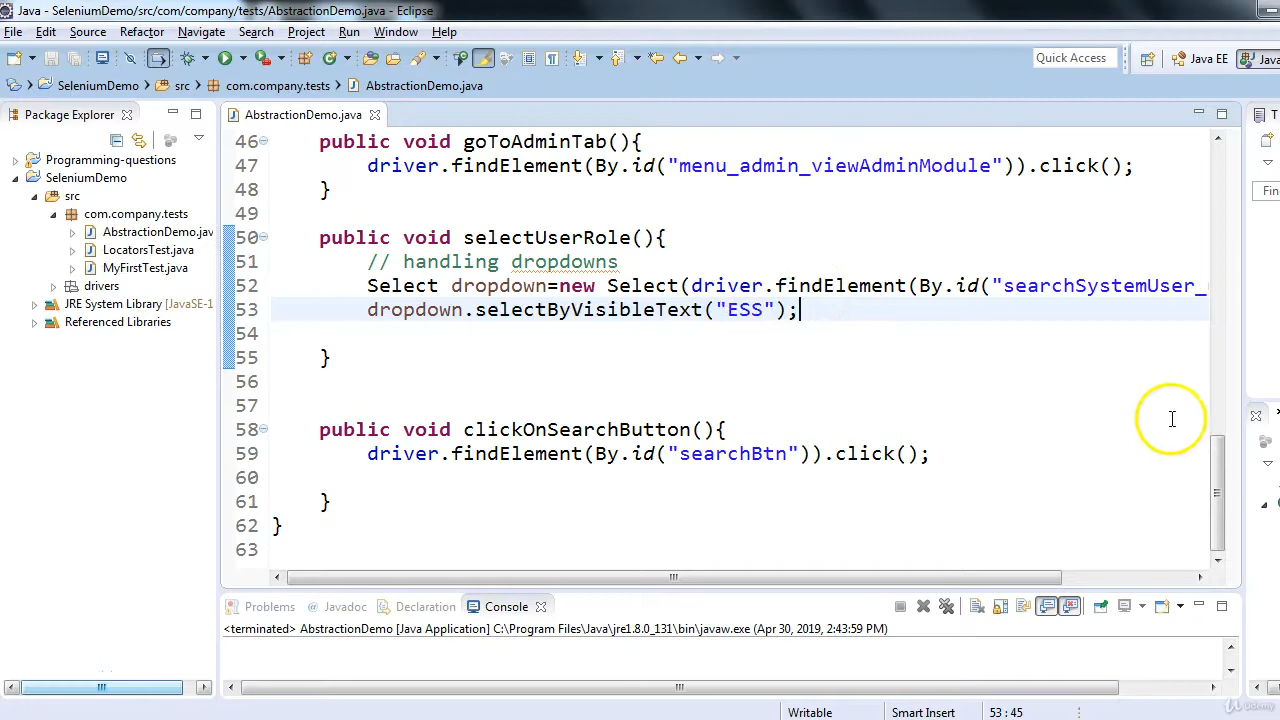 Java - SeleniumDemo/src/com/company/tests/AbstractionDemo.java - Eclipse
File Edit Source Refactor Navigate Search Project Run Window Help
Quick Access
Java EE
Java
SeleniumDemo src com.company.tests AbstractionDemo.java
Package Explorer
AbstractionDemo.java
Programming-questions
SeleniumDemo
src
com.company.tests
AbstractionDemo.jav
LocatorsTest.java
MyFirstTest.java
drivers
JRE System Library [JavaSE-1
Referenced Libraries
46 public void goToAdminTab(){
47 driver.findElement(By.id("menu_admin_viewAdminModule")).click();
48 }
49
50 public void selectUserRole(){
51 // handling dropdowns
52 Select dropdown=new Select(driver.findElement(By.id("searchSystemUser_
53 dropdown.selectByVisibleText("ESS");
54
55 }
56
57
58 public void clickOnSearchButton(){
59 driver.findElement(By.id("searchBtn")).click();
60
61 }
62 }
63
T
Fin
Problems @ Javadoc Declaration Console
<terminated> AbstractionDemo [Java Application] C:\Program Files\Java\jre1.8.0_131\bin\javaw.exe (Apr 30, 2019, 2:43:59 PM)
Writable Smart Insert 53 : 45
Udemy